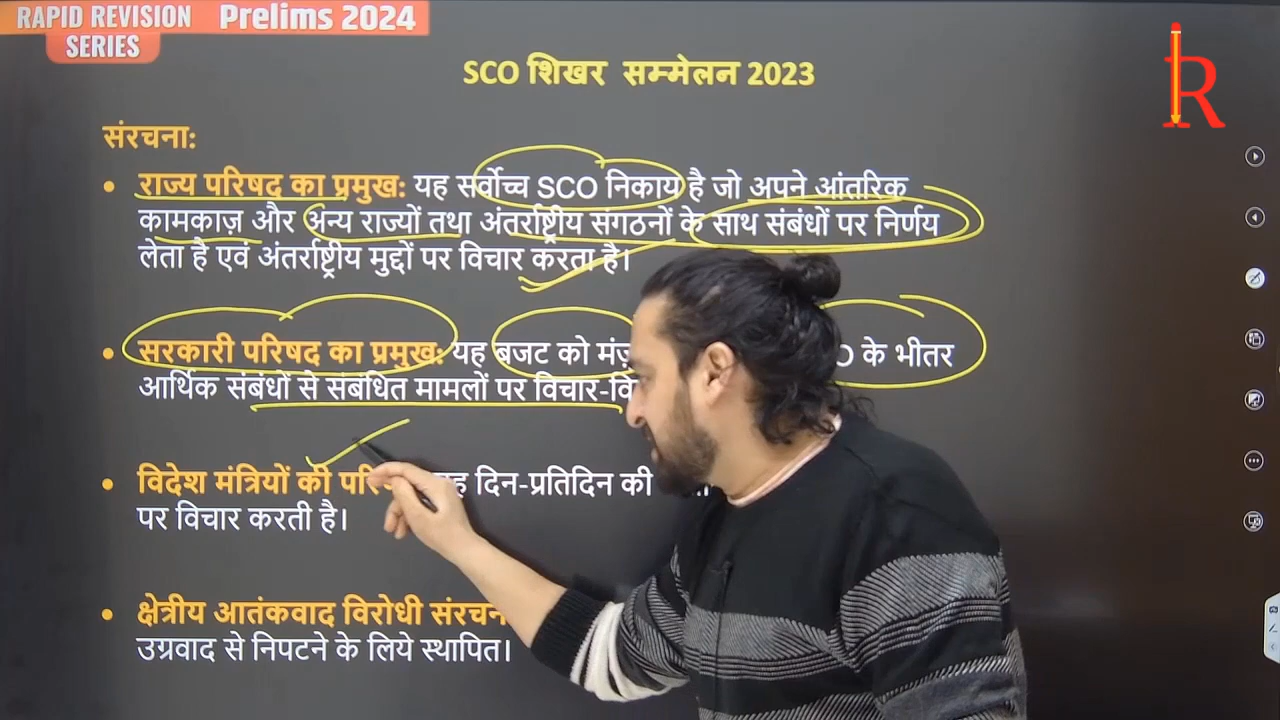 RAPID REVISION
SERIES
Prelims 2024
R
SCO शिखर सम्मेलन 2023
संरचना:
• राज्य परिषद का प्रमुख: यह सर्वोच्च SCO निकाय है जो अपने आंतरिक
कामकाज़ और अन्य राज्यों तथा अंतर्राष्ट्रीय संगठनों के साथ संबंधों पर निर्णय
लेता है एवं अंतर्राष्ट्रीय मुद्दों पर विचार करता है।
• सरकारी परिषद का प्रमुख: यह बजट को के भीतर
आर्थिक संबंधों से संबंधित मामलों पर
• विदेश मंत्रियों की दिन-प्रतिदिन की
पर विचार करती है।
• क्षेत्रीय आतंकवाद विरोधी
उग्रवाद से निपटने के लिये स्थापित।